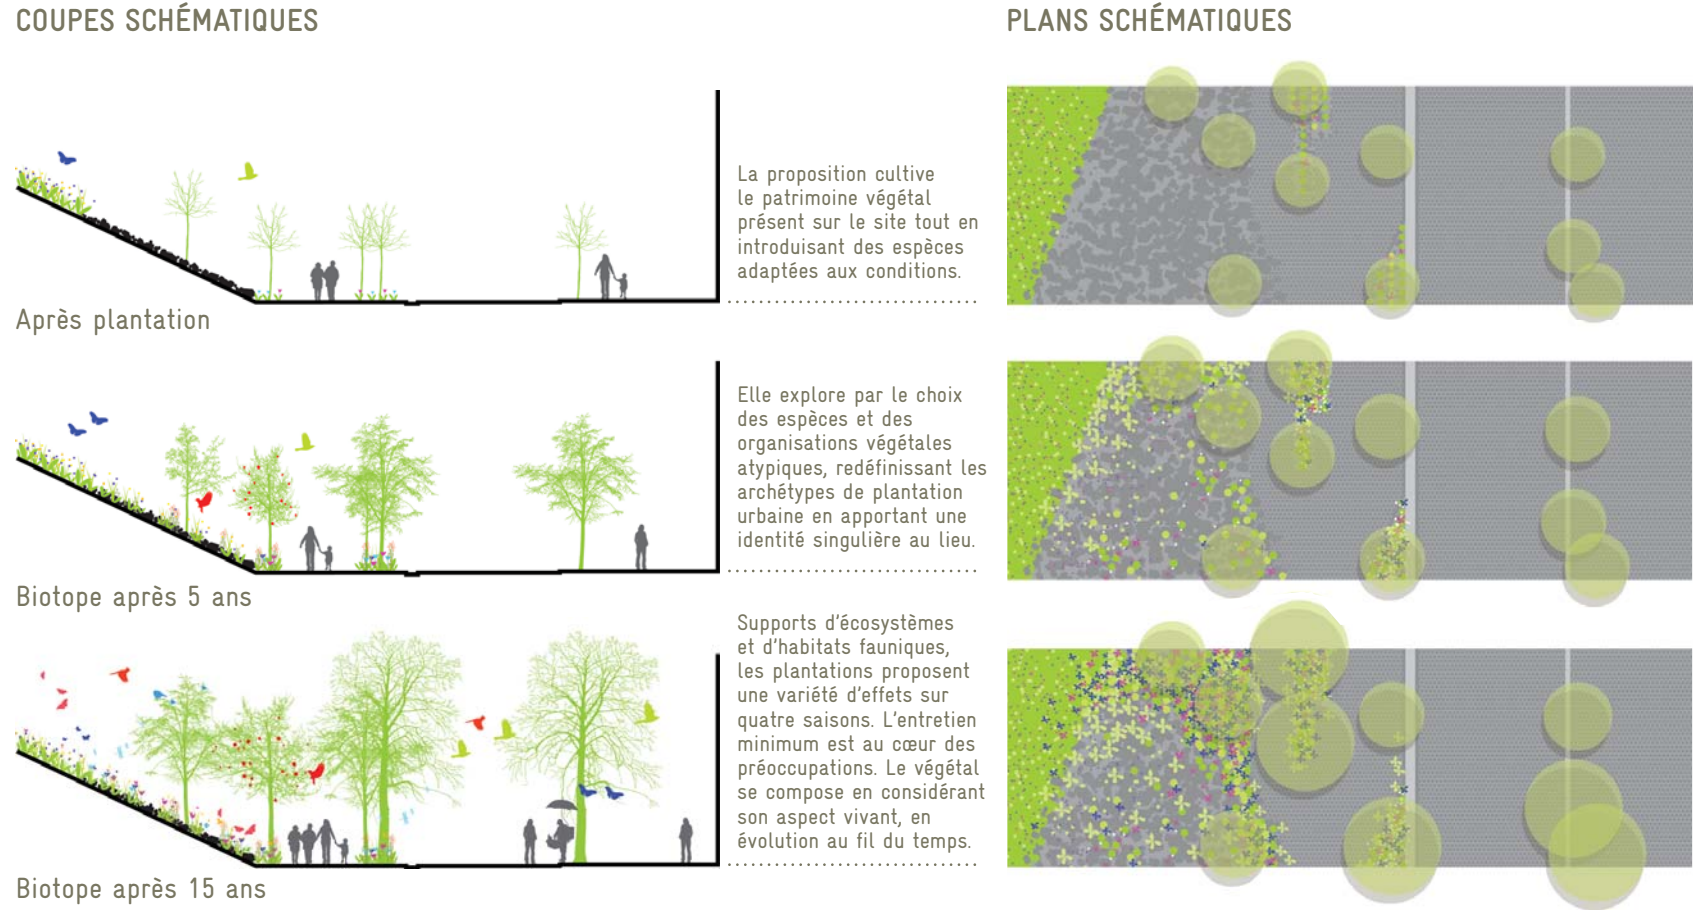 COUPES SCHÉMATIQUES
PLANS SCHÉMATIQUES
La proposition cultive
le patrimoine végétal
présent sur le site tout en
introduisant des espèces
adaptées aux conditions.
Après plantation
Elle explore par le choix
des espèces et des
organisations végétales
atypiques, redéfinissant les
archétypes de plantation
urbaine en apportant une
identité singulière au lieu.
Biotope après 5 ans
Supports d'écosystèmes
et d'habitats fauniques,
les plantations proposent
une variété d'effets sur
quatre saisons. L'entretien
minimum est au cœur des
préoccupations. Le végétal
se compose en considérant
son aspect vivant, en
évolution au fil du temps.
Biotope après 15 ans